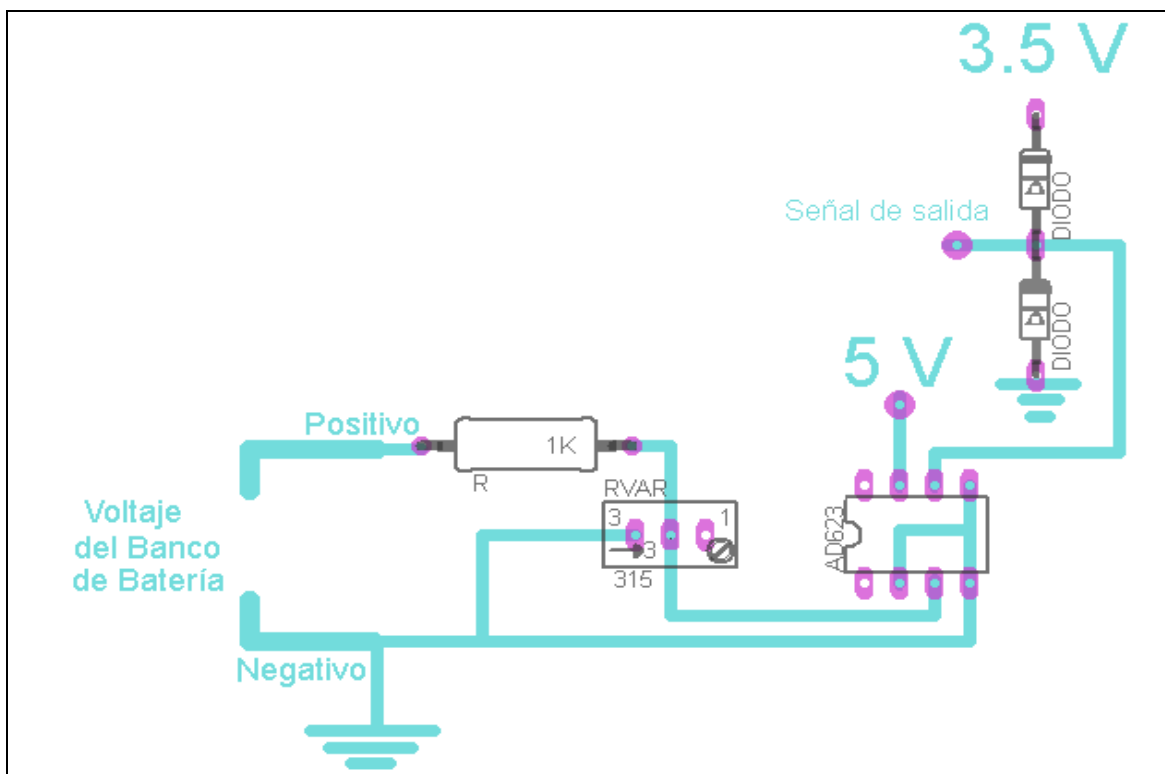 3.5 V
DIODO
Señal de salida
DIODO
5 V
Positivo
1K
R
RVAR
3
1
3
315
AD623
Voltaje
del Banco
de Batería
Negativo